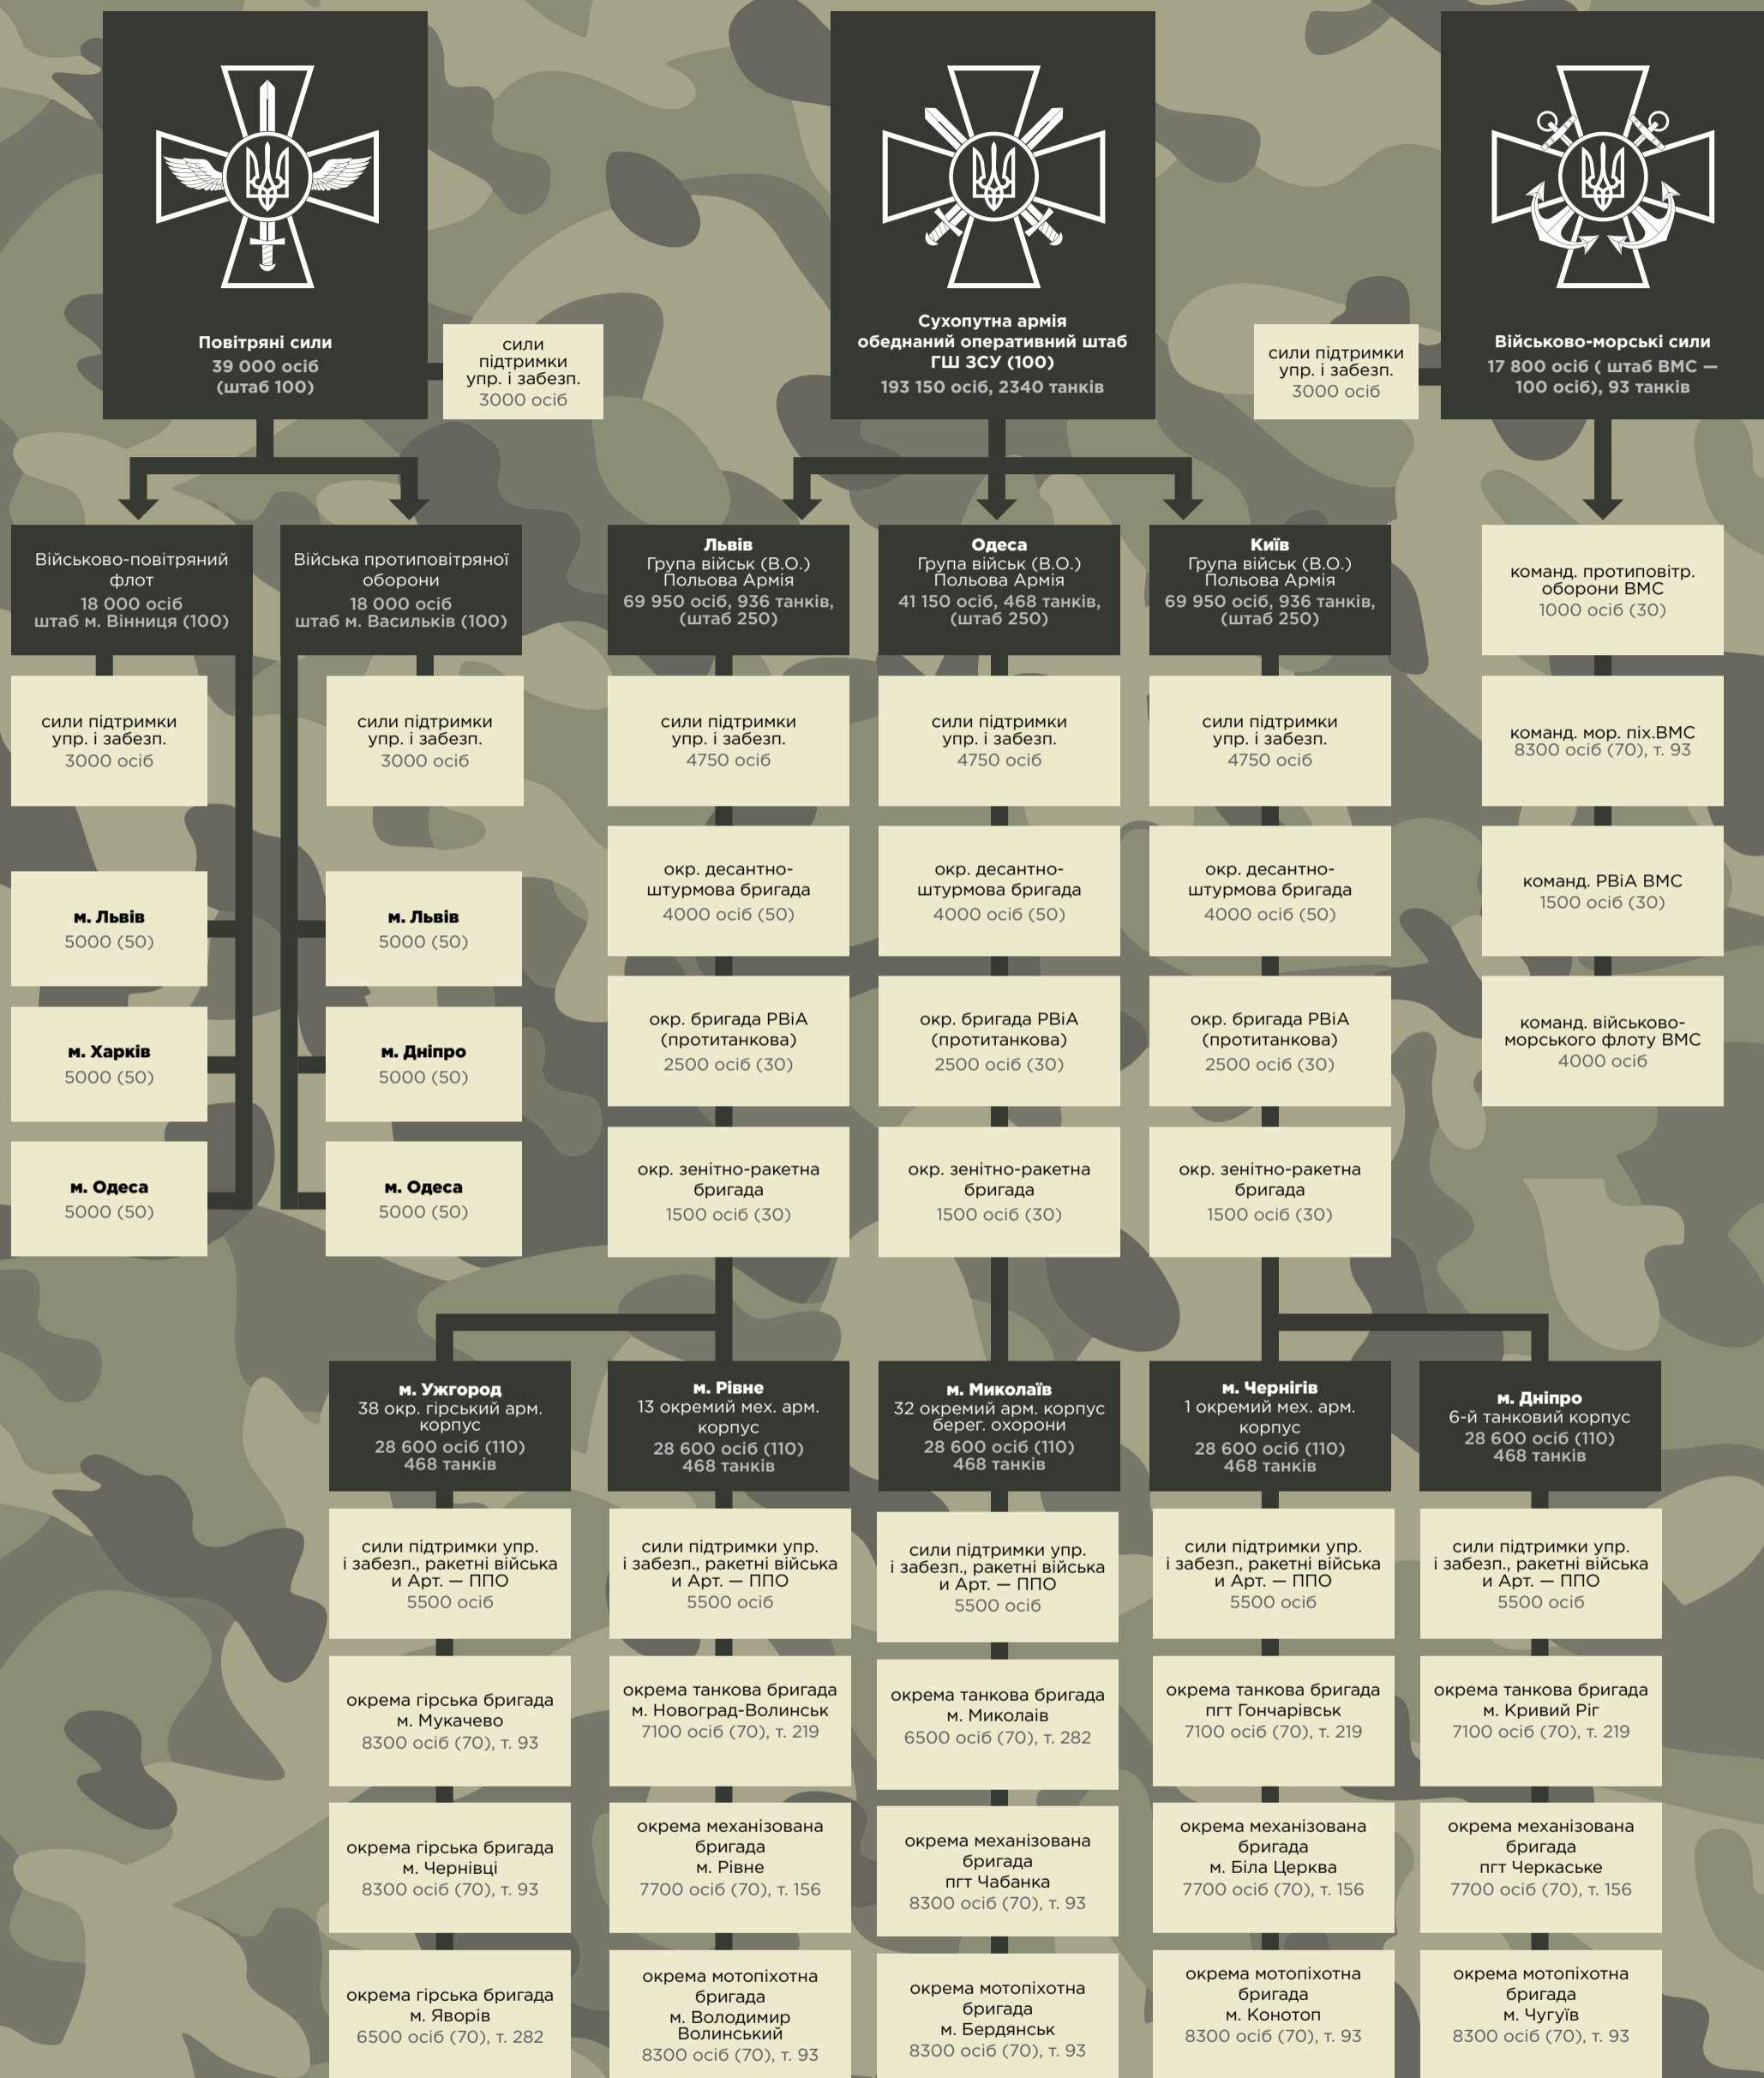 Повітряні сили
39 000 осіб
(штаб 100)
сили
підтримки
упр. і забезп.
3000 осіб
Сухопутна армія
обеднаний оперативний штаб
ГШ ЗСУ (100)
193 150 осіб, 2340 танків
сили підтримки
упр. і забезп.
3000 осіб
Військово-морські сили
17 800 осіб ( штаб ВМС —
100 осіб), 93 танків
Військово-повітряний
флот
18 000 осіб
штаб м. Вінниця (100)
Війська протиповітряної
оборони
18 000 осіб
штаб м. Васильків (100)
Львів
Група військ (В.О.)
Польова Армія
69 950 осіб, 936 танків,
(штаб 250)
Одеса
Група військ (В.О.)
Польова Армія
41 150 осіб, 468 танків,
(штаб 250)
Київ
Група військ (В.О.)
Польова Армія
69 950 осіб, 936 танків,
(штаб 250)
команд. протиповітр.
оборони ВМС
1000 осіб (30)
сили підтримки
упр. і забезп.
3000 осіб
сили підтримки
упр. і забезп.
3000 осіб
сили підтримки
упр. і забезп.
4750 осіб
сили підтримки
упр. і забезп.
4750 осіб
сили підтримки
упр. і забезп.
4750 осіб
команд. мор. піх.ВМС
8300 осіб (70), т. 93
окр. десантно-
штурмова бригада
4000 осіб (50)
окр. десантно-
штурмова бригада
4000 осіб (50)
окр. десантно-
штурмова бригада
4000 осіб (50)
команд. РВіА ВМС
1500 осіб (30)
м. Львів
5000 (50)
м. Львів
5000 (50)
окр. бригада РВіА
(протитанкова)
2500 осіб (30)
окр. бригада РВіА
(протитанкова)
2500 осіб (30)
окр. бригада РВіА
(протитанкова)
2500 осіб (30)
команд. військово-
морського флоту ВМС
4000 осіб
м. Харків
5000 (50)
м. Дніпро
5000 (50)
м. Одеса
5000 (50)
м. Одеса
5000 (50)
окр. зенітно-ракетна
бригада
1500 осіб (30)
окр. зенітно-ракетна
бригада
1500 осіб (30)
окр. зенітно-ракетна
бригада
1500 осіб (30)
м. Ужгород
38 окр. гірський арм.
корпус
28 600 осіб (110)
468 танків
м. Рівне
13 окремий мех. арм.
корпус
28 600 осіб (110)
468 танків
м. Миколаїв
32 окремий арм. корпус
берег. охорони
28 600 осіб (110)
468 танків
м. Чернігів
1 окремий мех. арм.
корпус
28 600 осіб (110)
468 танків
м. Дніпро
6-й танковий корпус
28 600 осіб (110)
468 танків
сили підтримки упр.
і забезп., ракетні війська
и Арт. — ППО
5500 осіб
сили підтримки упр.
і забезп., ракетні війська
и Арт. — ППО
5500 осіб
сили підтримки упр.
і забезп., ракетні війська
и Арт. — ППО
5500 осіб
сили підтримки упр.
і забезп., ракетні війська
и Арт. — ППО
5500 осіб
сили підтримки упр.
і забезп., ракетні війська
и Арт. — ППО
5500 осіб
окрема гірська бригада
м. Мукачево
8300 осіб (70), т. 93
окрема танкова бригада
м. Новоград-Волинськ
7100 осіб (70), т. 219
окрема танкова бригада
м. Миколаів
6500 осіб (70), т. 282
окрема танкова бригада
пгт Гончарівськ
7100 осіб (70), т. 219
окрема танкова бригада
м. Кривий Ріг
7100 осіб (70), т. 219
окрема гірська бригада
м. Чернівці
8300 осіб (70), т. 93
окрема механізована
бригада
м. Рівне
7700 осіб (70), т. 156
окрема механізована
бригада
пгт Чабанка
8300 осіб (70), т. 93
окрема механізована
бригада
м. Біла Церква
7700 осіб (70), т. 156
окрема механізована
бригада
пгт Черкаське
7700 осіб (70), т. 156
окрема гірська бригада
м. Яворів
6500 осіб (70), т. 282
окрема мотопіхотна
бригада
м. Володимир
Волинський
8300 осіб (70), т. 93
окрема мотопіхотна
бригада
м. Бердянськ
8300 осіб (70), т. 93
окрема мотопіхотна
бригада
м. Конотоп
8300 осіб (70), т. 93
окрема мотопіхотна
бригада
м. Чугуїв
8300 осіб (70), т. 93